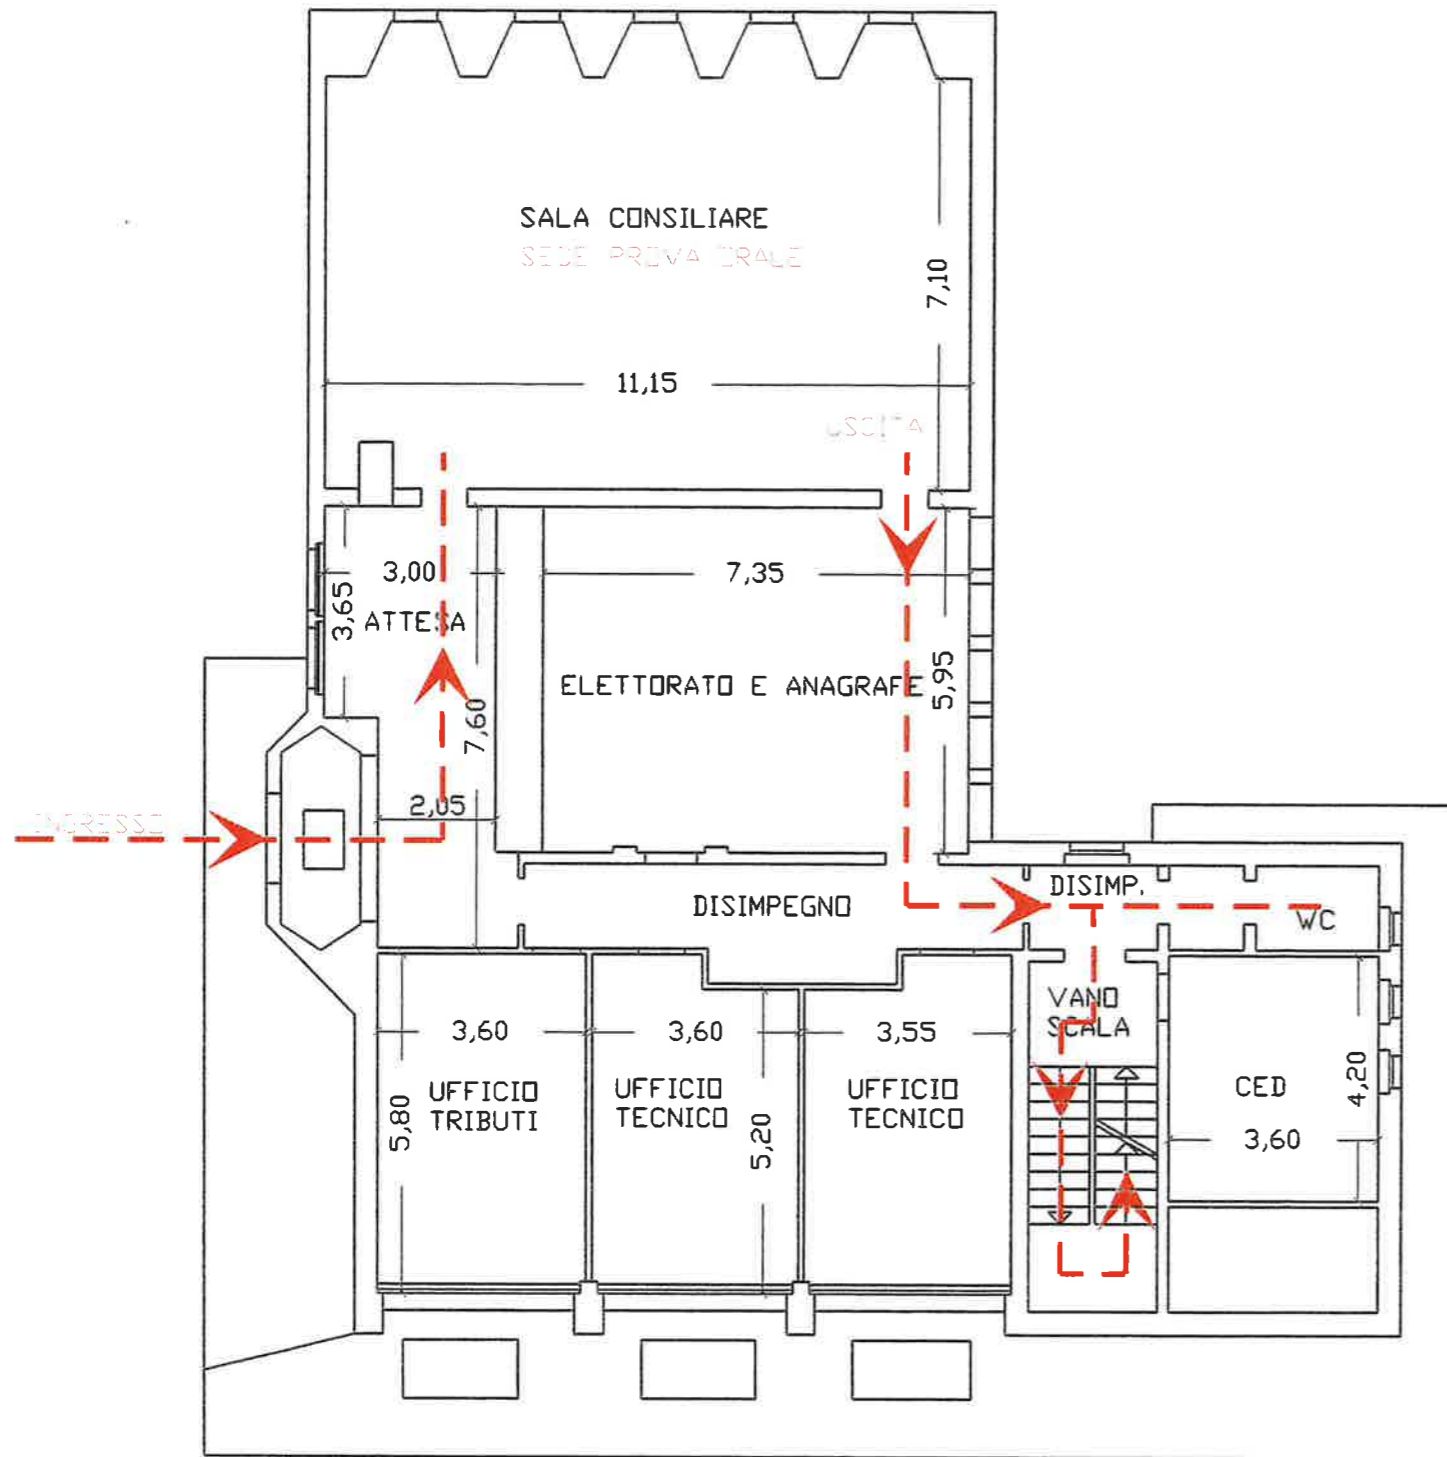 SALA CONSILIARE
SEDE PROVA ORALE
7,10
11,15
USCITA
3,00
7,35
3,65
ATTESA
ELETTORATO E ANAGRAFE
5,95
7,60
2,05
INGRESSO
DISIMPEGNO
DISIMP.
WC
VANO
SCALA
3,60
3,60
3,55
UFFICIO
TRIBUTI
UFFICIO
TECNICO
UFFICIO
TECNICO
CED
4,20
5,80
5,20
3,60